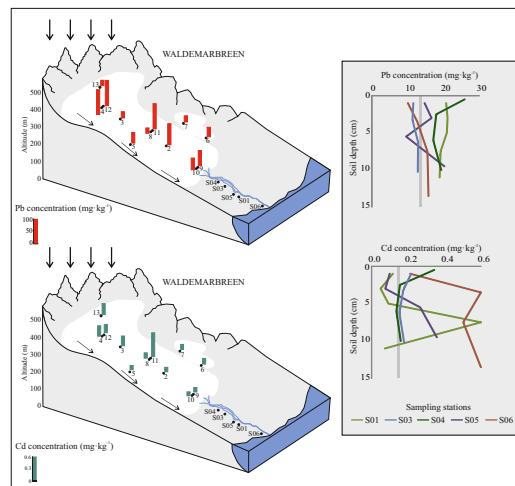 WALDEMARBREEN
13
12
4
3
5
8
11
2
7
6
9
10
S04
S03
S05
S01
S06
500
400
300
200
100
0
Altitude (m)
Pb concentration (mg·kg⁻¹)
100
50
0
WALDEMARBREEN
13
12
4
3
5
8
11
2
7
6
9
10
S04
S03
S05
S01
S06
500
400
300
200
100
0
Altitude (m)
Cd concentration (mg·kg⁻¹)
0.6
0.3
0
Pb concentration (mg·kg⁻¹)
0 10 20 30
0
5
10
15
Soil depth (cm)
Cd concentration (mg·kg⁻¹)
0.0 0.2 0.4 0.6
0
5
10
15
Soil depth (cm)
Sampling stations
S01 S03 S04 S05 S06